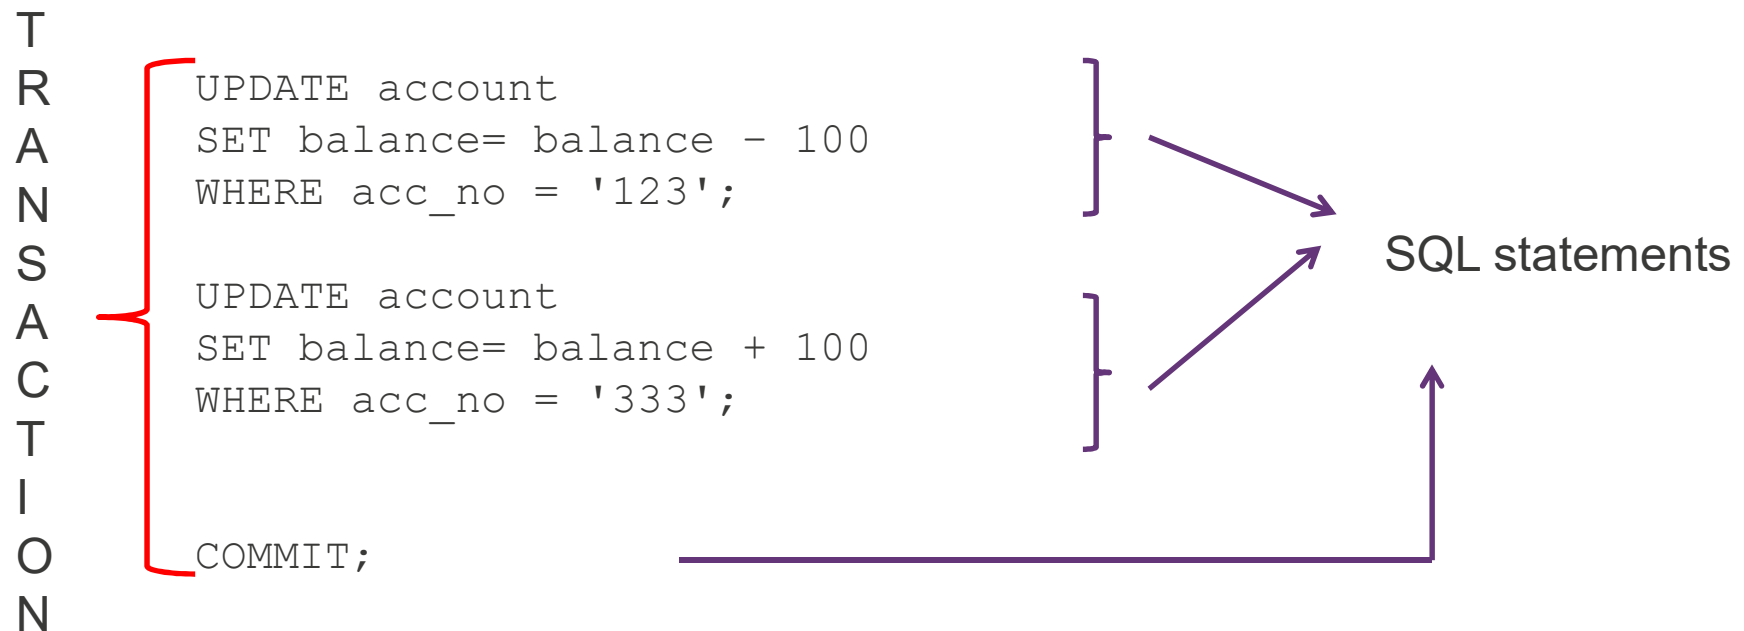 TRANSACTION
UPDATE account
SET balance= balance – 100
WHERE acc_no = '123';
UPDATE account
SET balance= balance + 100
WHERE acc_no = '333';
COMMIT;
SQL statements